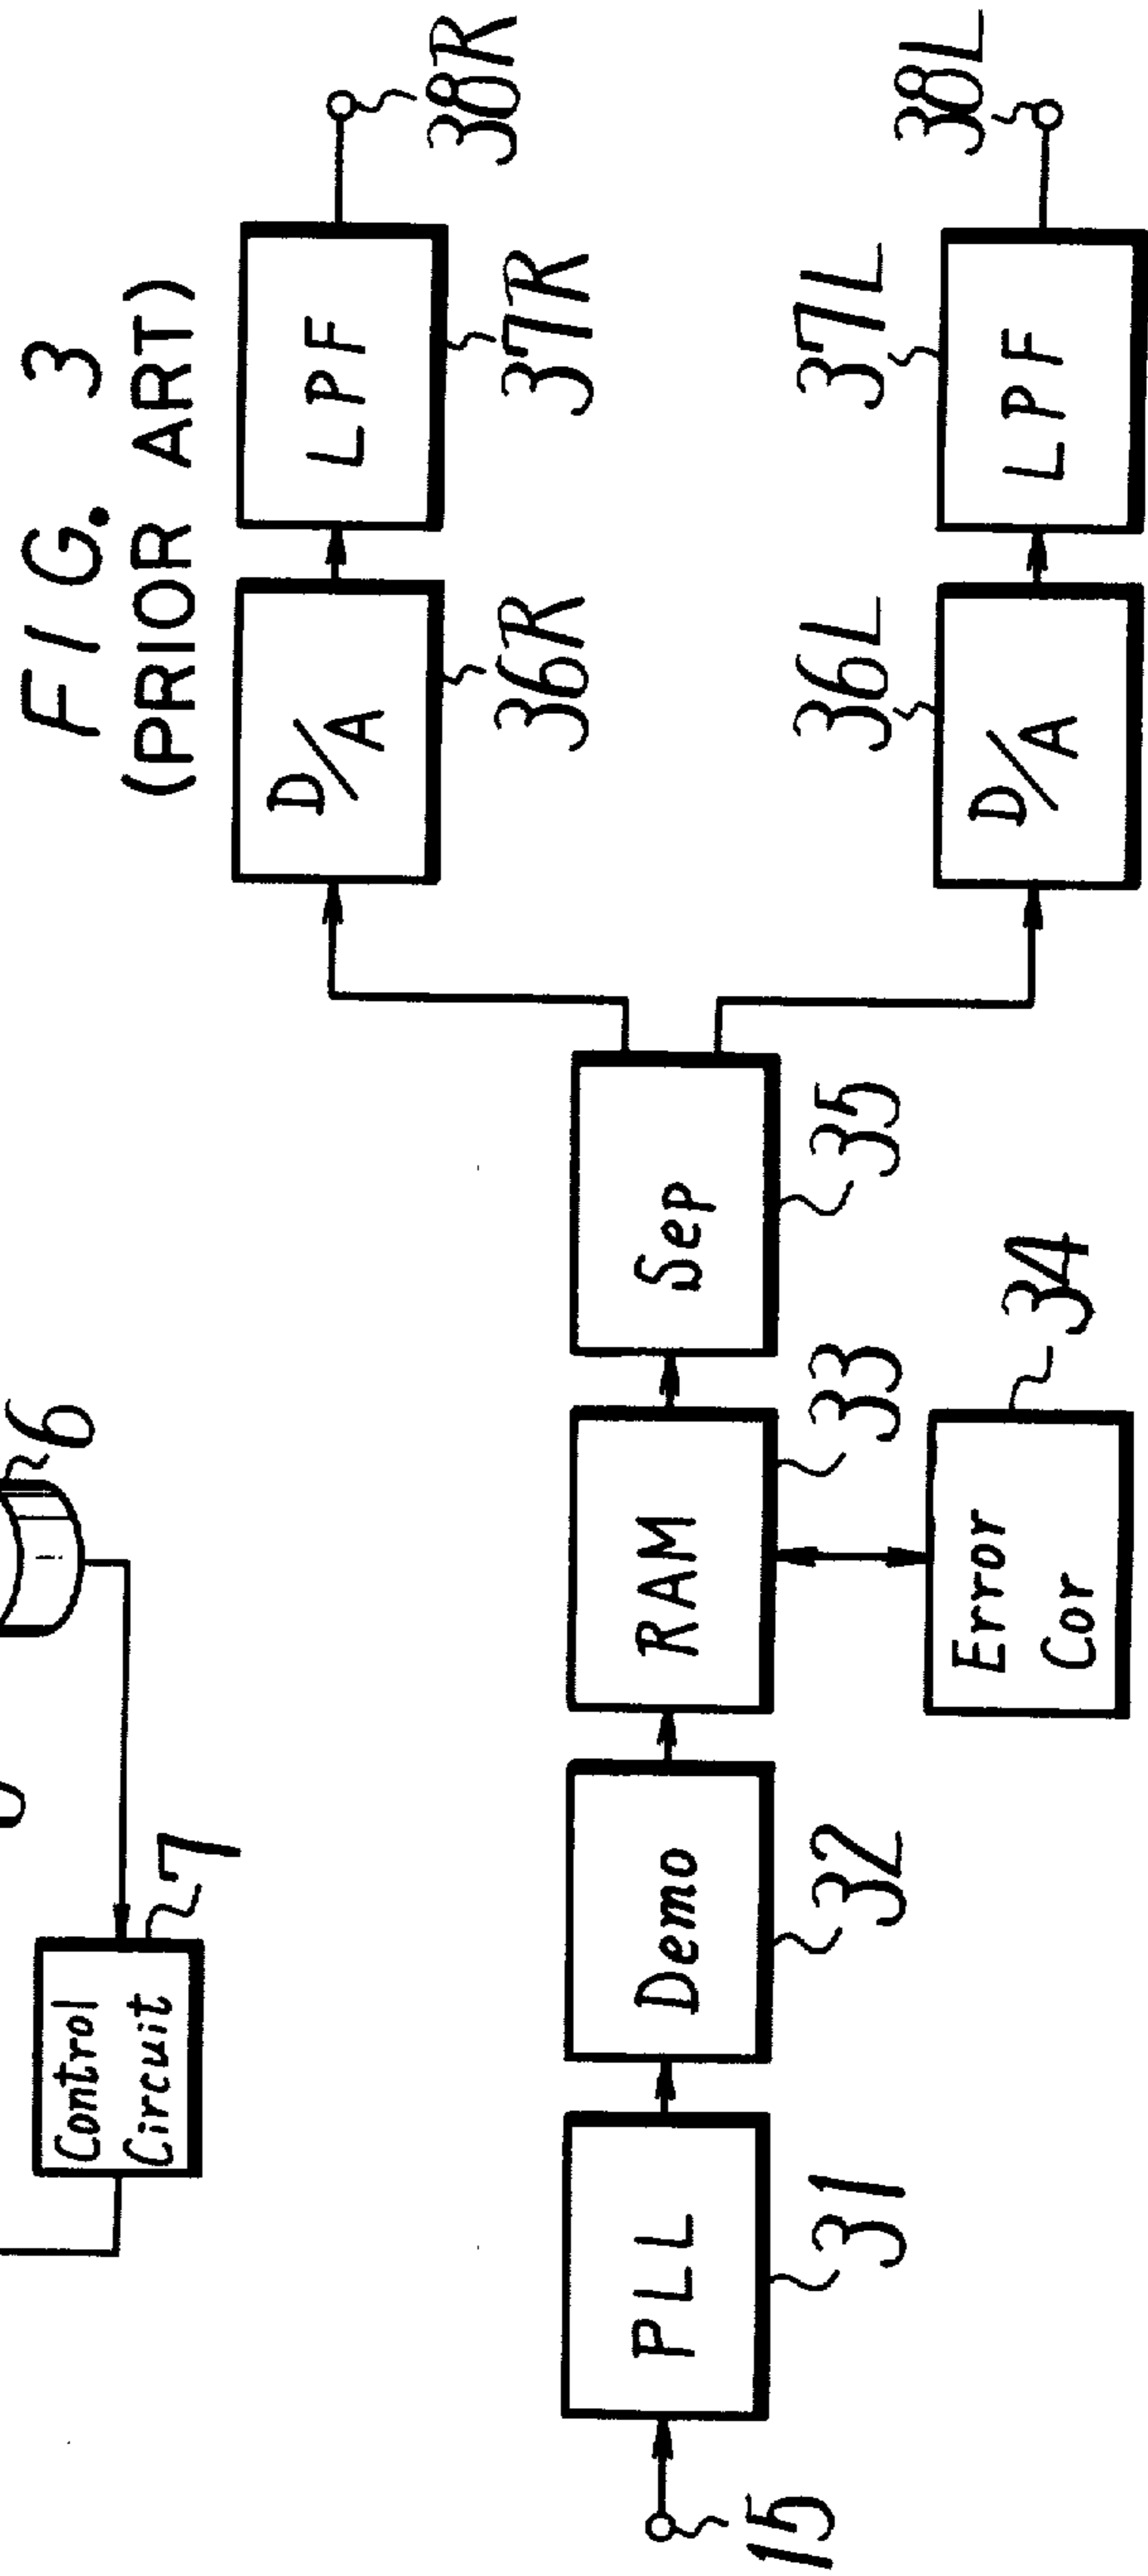 FIG. 3
(PRIOR ART)
6
Control
Circuit
7
15
PLL
31
Demo
32
RAM
33
Error
Cor
34
Sep
35
D/A
36R
LPF
37R
38R
D/A
36L
LPF
37L
38L